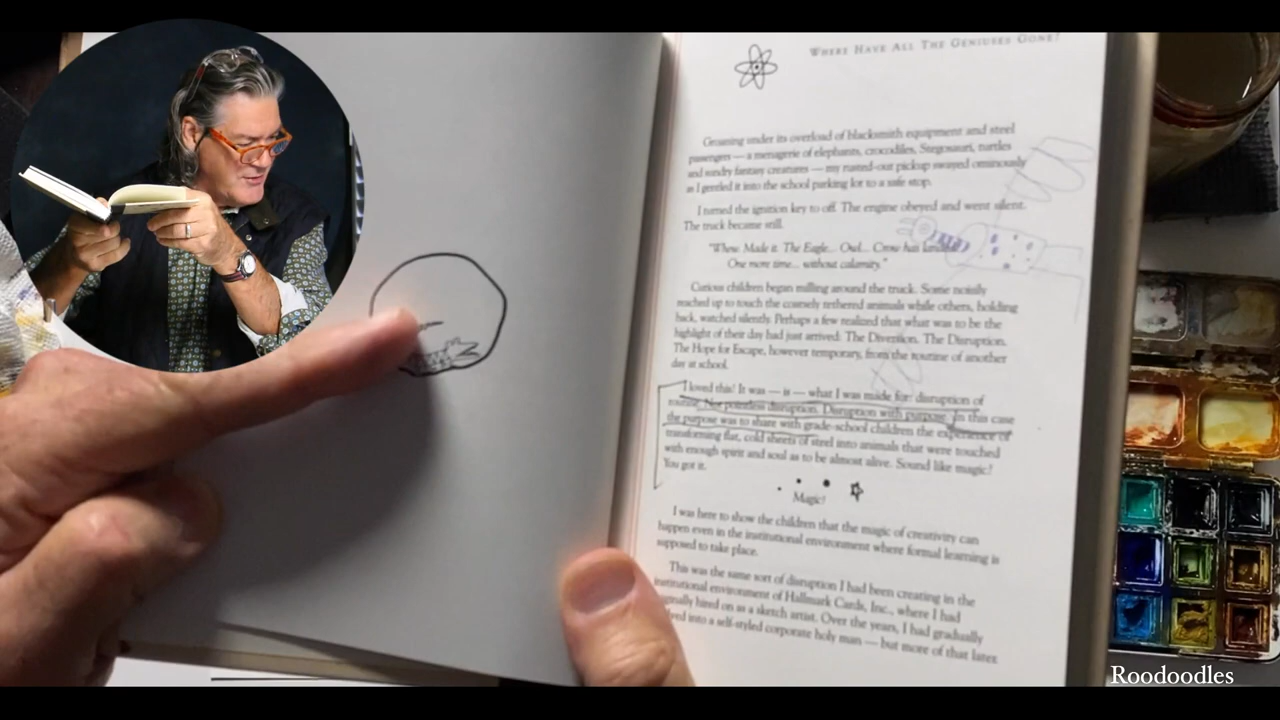 WHERE HAVE ALL THE GENIUSES GONE?
Groaning under its overload of blacksmith equipment and steel
passengers — a menagerie of elephants, crocodiles, Stegosauri, turtles
and sundry fantasy creatures — my rusted-out pickup swayed ominously
as I gentled it into the school parking lot to a safe stop.
I turned the ignition key to off. The engine obeyed and went silent.
The truck became still.
"Whew. Made it. The Eagle... Owl... Crow has landed.
One more time... without calamity."
Curious children began milling around the truck. Some noisily
reached up to touch the coarsely tethered animals while others, holding
back, watched silently. Perhaps a few realized that what was to be the
highlight of their day had just arrived: The Diversion. The Disruption.
The Hope for Escape, however temporary, from the routine of another
day at school.
I loved this! It was — is — what I was made for: disruption of
routine. Not pointless disruption. Disruption with purpose. In this case
the purpose was to share with grade-school children the experience of
transforming flat, cold sheets of steel into animals that were touched
with enough spirit and soul as to be almost alive. Sound like magic?
You got it.
Magic!
I was here to show the children that the magic of creativity can
happen even in the institutional environment where formal learning is
supposed to take place.
This was the same sort of disruption I had been creating in the
institutional environment of Hallmark Cards, Inc., where I had
hired on as a sketch artist. Over the years, I had gradually
into a self-styled corporate holy man — but more of that later.
Roodoodles